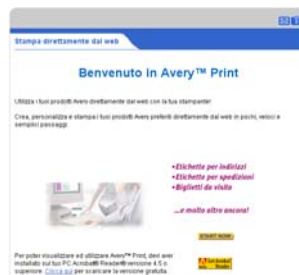 Stampa direttamente dal web
Benvenuto in Avery™ Print
Utilizza i tuoi prodotti Avery direttamente dal web con la tua stampante!
Crea, personalizza e stampa i tuoi prodotti Avery preferiti direttamente dal web in pochi, veloci e
semplici passaggi.
•Etichette per indirizzi
•Etichette per spedizioni
•Biglietti da visita
...e molto altro ancora!
START NOW
Per poter visualizzare ed utilizzare Avery™ Print, devi aver
installato sul tuo PC Acrobat® Reader® versione 4.5 o
superiore. Clicca qui per scaricare la versione gratuita.
Get Acrobat
Reader